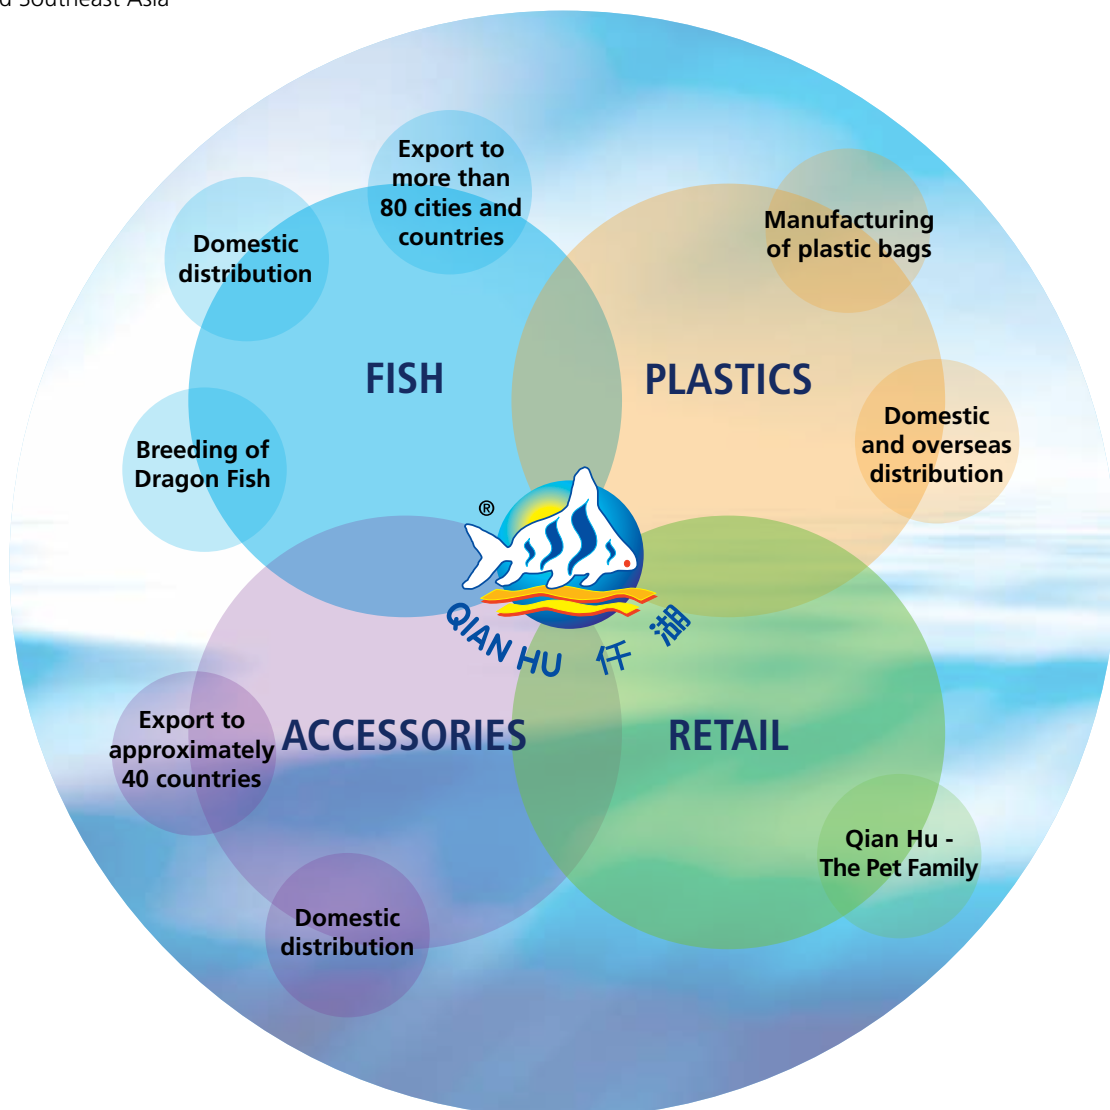 d Southeast Asia
Export to
more than
80 cities and
countries
Domestic
distribution
Breeding of
Dragon Fish
FISH
Manufacturing
of plastic bags
PLASTICS
Domestic
and overseas
distribution
®
QIAN HU 仟 湖
Export to
approximately
40 countries
ACCESSORIES
Domestic
distribution
RETAIL
Qian Hu -
The Pet Family